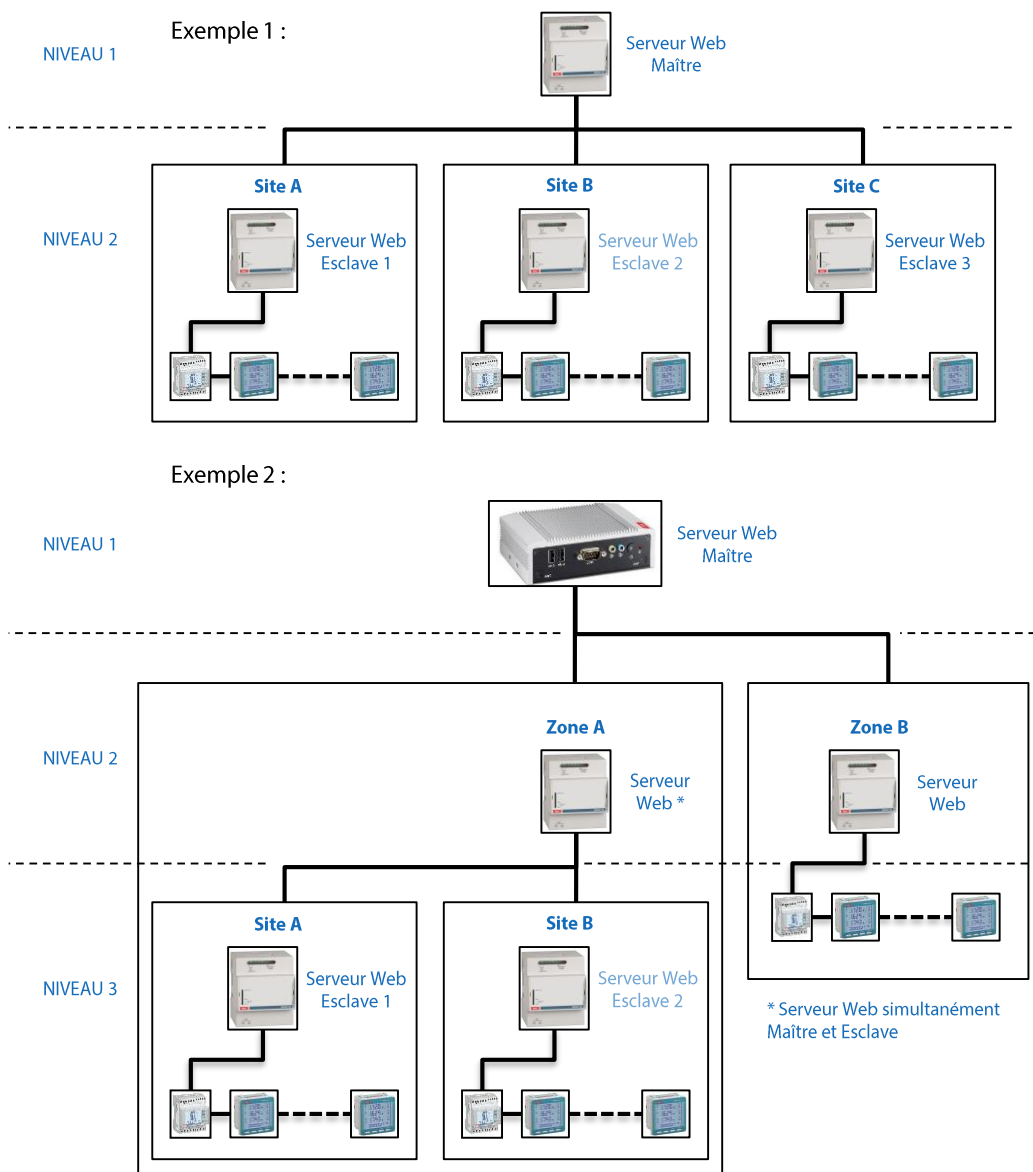 Exemple 1 :
NIVEAU 1
Serveur Web
Maître
Site A
Site B
Site C
NIVEAU 2
Serveur Web
Esclave 1
Serveur Web
Esclave 2
Serveur Web
Esclave 3
Exemple 2 :
NIVEAU 1
Serveur Web
Maître
Zone A
Zone B
NIVEAU 2
Serveur
Web *
Serveur
Web
Site A
Site B
NIVEAU 3
Serveur Web
Esclave 1
Serveur Web
Esclave 2
* Serveur Web simultanément
Maître et Esclave